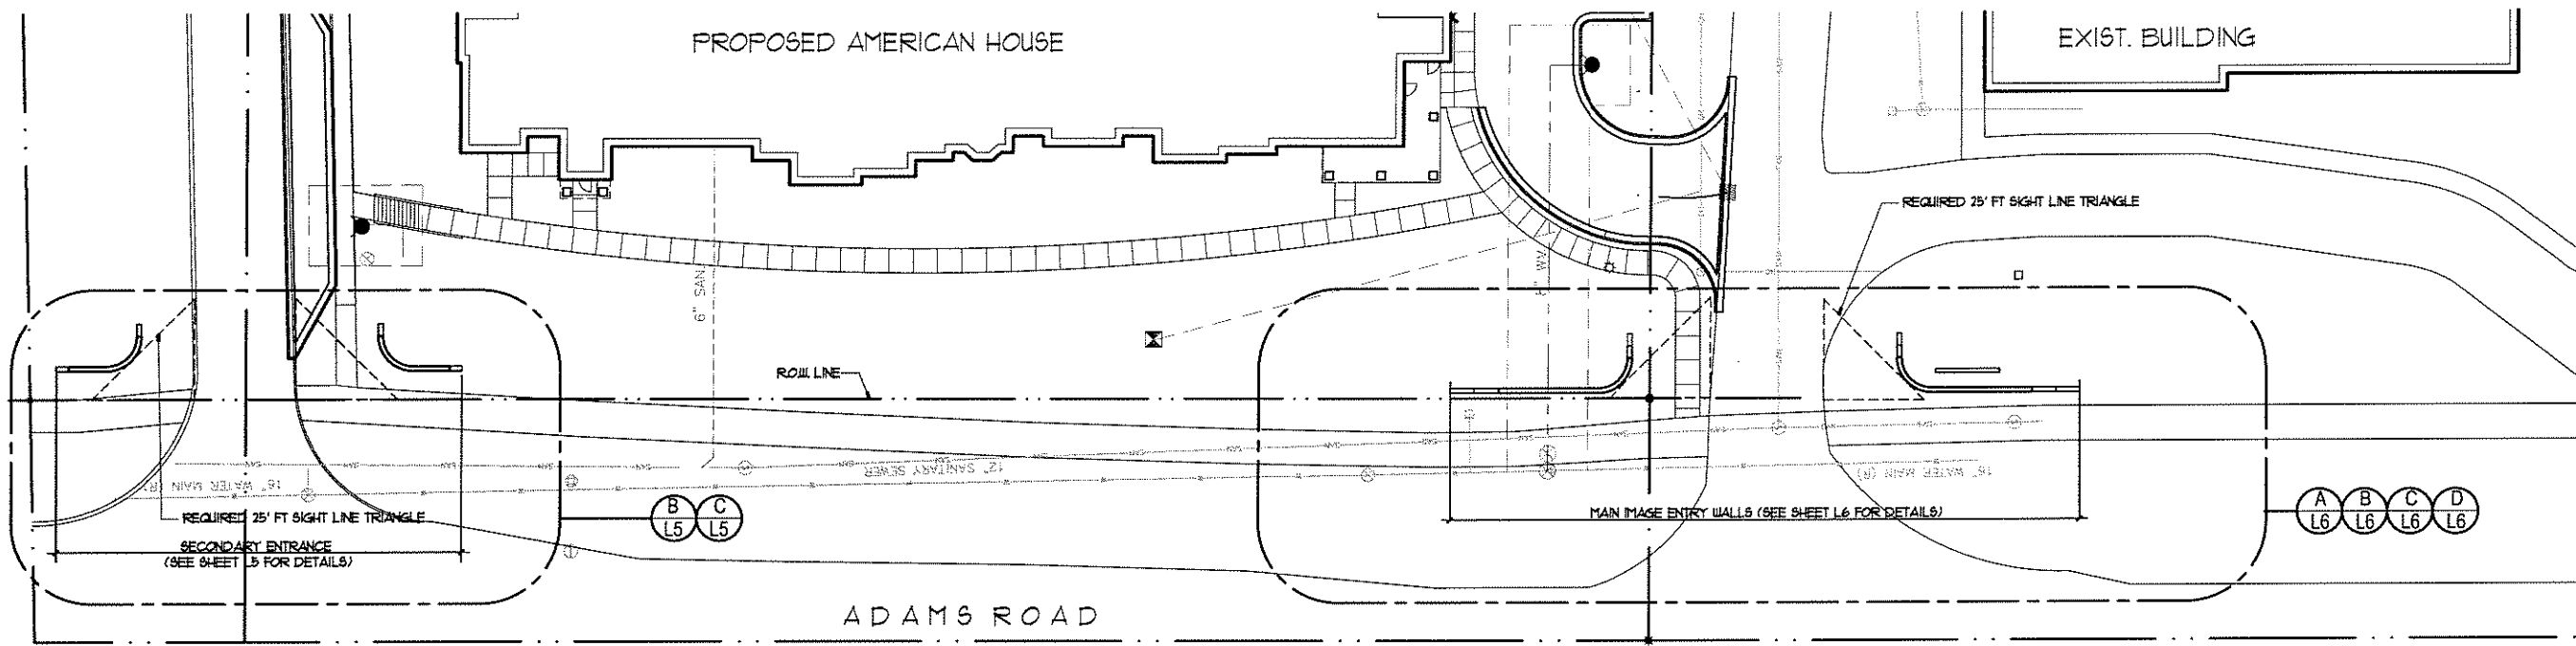 PROPOSED AMERICAN HOUSE
EXIST. BUILDING
REQUIRED 25' FT SIGHT LINE TRIANGLE
6" SAN
R.O.W. LINE
12" SANITARY SEWER
16" WATER MAIN (R)
16" WATER MAIN (R)
REQUIRED 25' FT SIGHT LINE TRIANGLE
SECONDARY ENTRANCE
(SEE SHEET L5 FOR DETAILS)
B
L5
C
L5
MAIN IMAGE ENTRY WALLS (SEE SHEET L6 FOR DETAILS)
A
L6
B
L6
C
L6
D
L6
ADAMS ROAD